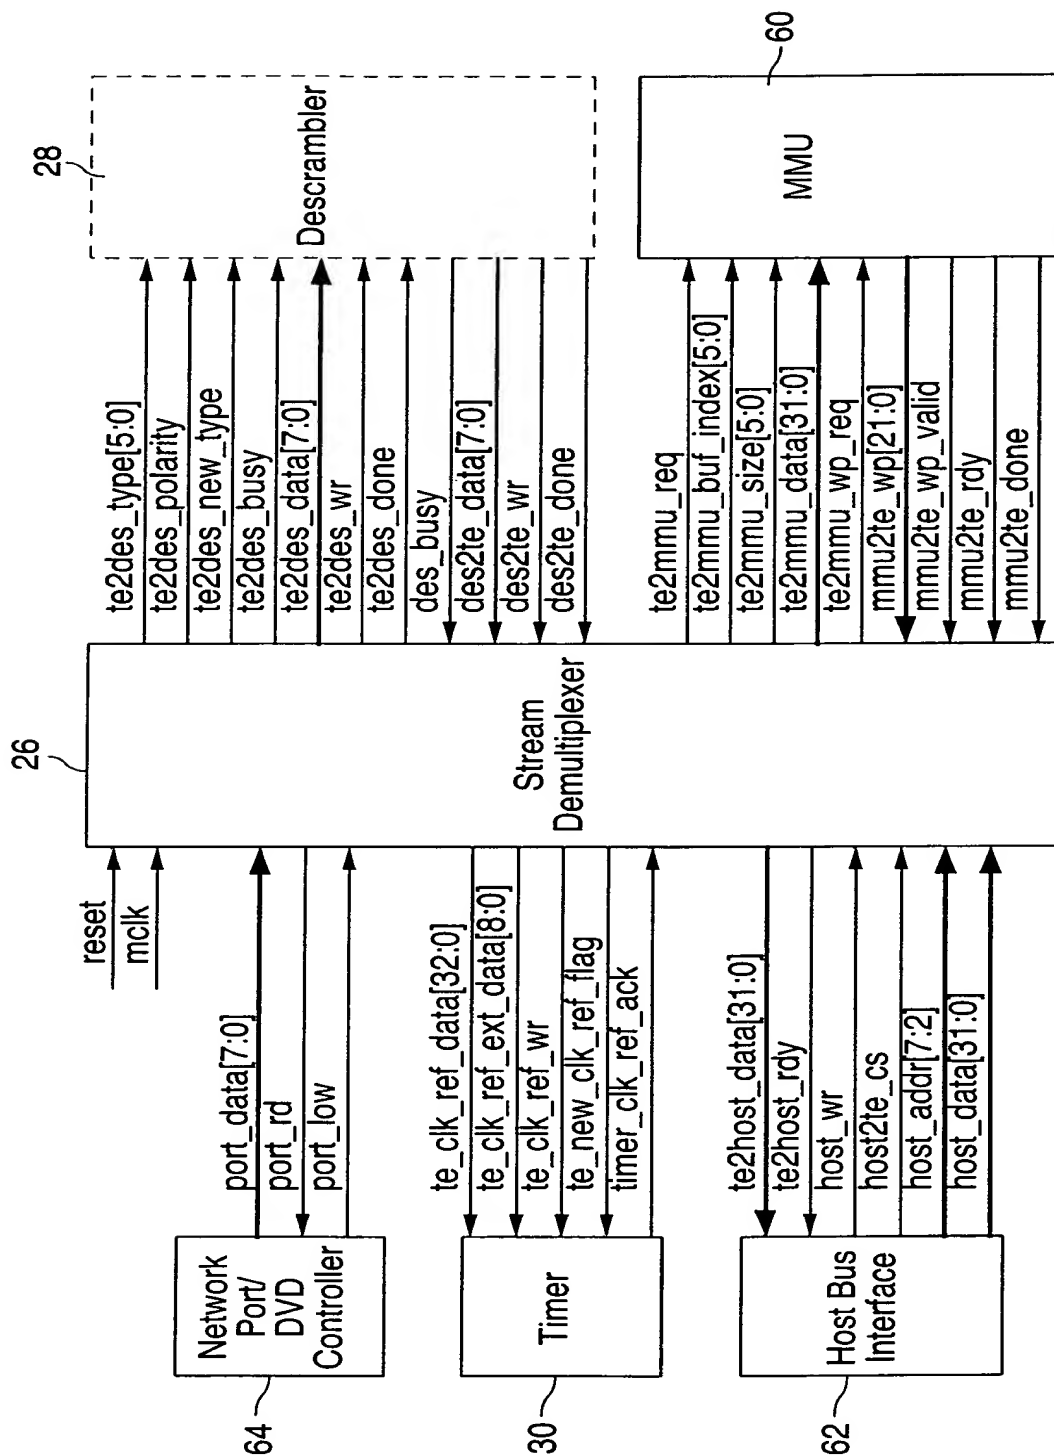 26
reset
mclk
64
Network
Port/
DVD
Controller
port_data[7:0]
port_rd
port_low
30
Timer
te_clk_ref_data[32:0]
te_clk_ref_ext_data[8:0]
te_clk_ref_wr
te_new_clk_ref_flag
timer_clk_ref_ack
62
Host Bus
Interface
te2host_data[31:0]
te2host_rdy
host_wr
host2te_cs
host_addr[7:2]
host_data[31:0]
Stream
Demultiplexer
28
Descrambler
te2des_type[5:0]
te2des_polarity
te2des_new_type
te2des_busy
te2des_data[7:0]
te2des_wr
te2des_done
des_busy
des2te_data[7:0]
des2te_wr
des2te_done
60
MMU
te2mmu_req
te2mmu_buf_index[5:0]
te2mmu_size[5:0]
te2mmu_data[31:0]
te2mmu_wp_req
mmu2te_wp[21:0]
mmu2te_wp_valid
mmu2te_rdy
mmu2te_done